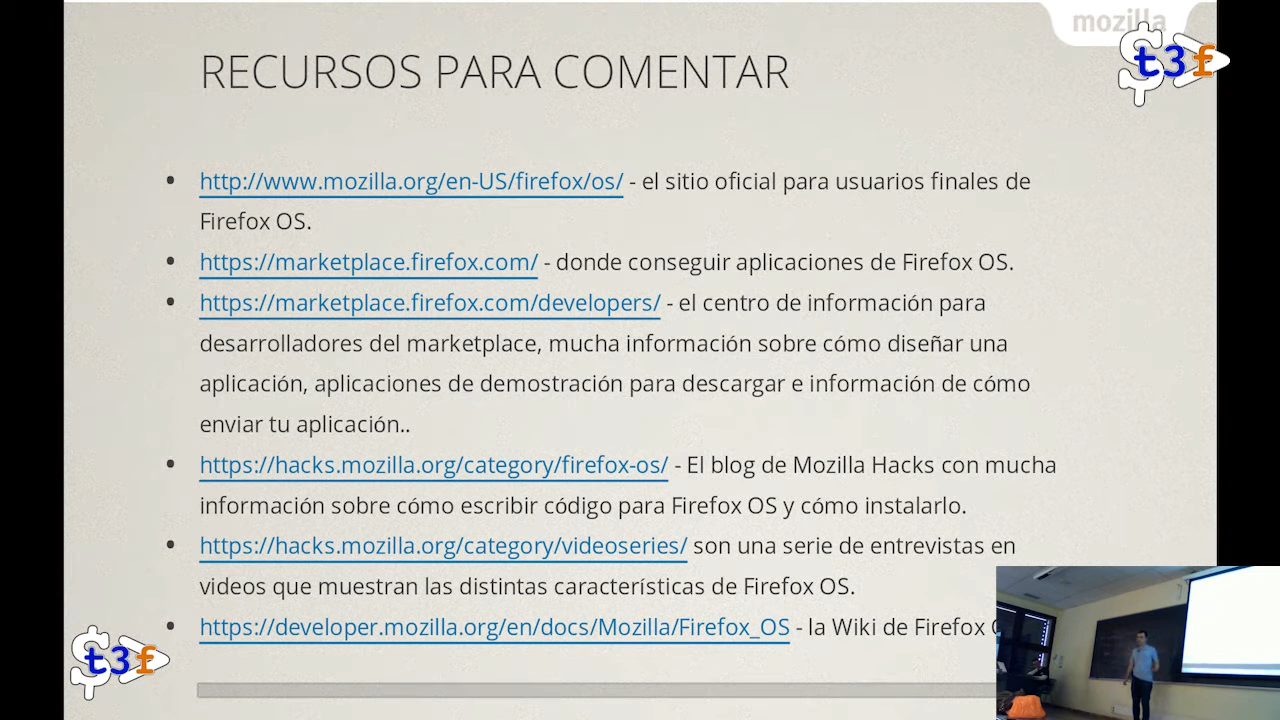 mozilla
$t3f
RECURSOS PARA COMENTAR
• http://www.mozilla.org/en-US/firefox/os/ - el sitio oficial para usuarios finales de
Firefox OS.
• https://marketplace.firefox.com/ - donde conseguir aplicaciones de Firefox OS.
• https://marketplace.firefox.com/developers/ - el centro de información para
desarrolladores del marketplace, mucha información sobre cómo diseñar una
aplicación, aplicaciones de demostración para descargar e información de cómo
enviar tu aplicación..
• https://hacks.mozilla.org/category/firefox-os/ - El blog de Mozilla Hacks con mucha
información sobre cómo escribir código para Firefox OS y cómo instalarlo.
• https://hacks.mozilla.org/category/videoseries/ son una serie de entrevistas en
videos que muestran las distintas características de Firefox OS.
• https://developer.mozilla.org/en/docs/Mozilla/Firefox_OS - la Wiki de Firefox
$t3f